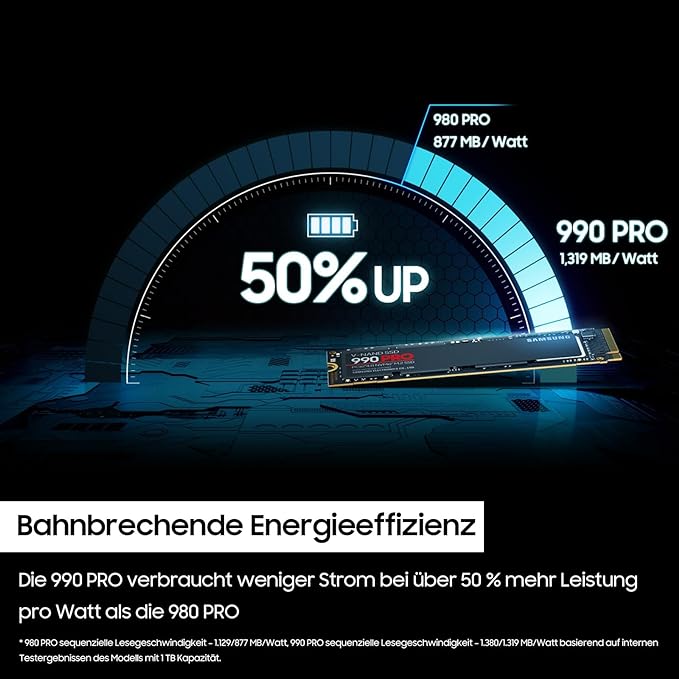 980 PRO
877 MB/Watt
990 PRO
1,319 MB/Watt
50% UP
V-NAND SSD
990 PRO
SAMSUNG
Bahnbrechende Energieeffizienz
Die 990 PRO verbraucht weniger Strom bei über 50 % mehr Leistung
pro Watt als die 980 PRO
* 980 PRO sequenzielle Lesegeschwindigkeit – 1.129/877 MB/Watt, 990 PRO sequenzielle Lesegeschwindigkeit – 1.380/1.319 MB/Watt basierend auf internen
Testergebnissen des Modells mit 1 TB Kapazität.